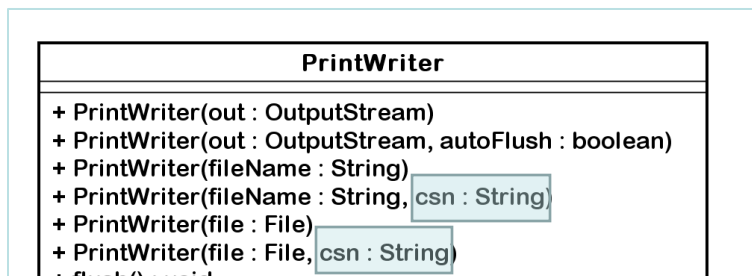 PrintWriter
+ PrintWriter(out : OutputStream)
+ PrintWriter(out : OutputStream, autoFlush : boolean)
+ PrintWriter(fileName : String)
+ PrintWriter(fileName : String, csn : String)
+ PrintWriter(file : File)
+ PrintWriter(file : File, csn : String)